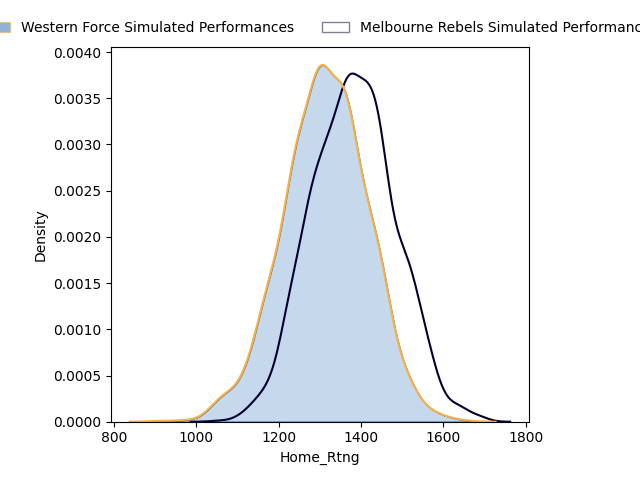 Western Force Simulated Performances
Melbourne Rebels Simulated Performanc
0.0040
0.0035
0.0030
0.0025
0.0020
0.0015
0.0010
0.0005
0.0000
Density
800 1000 1200 1400 1600 1800
Home_Rtng